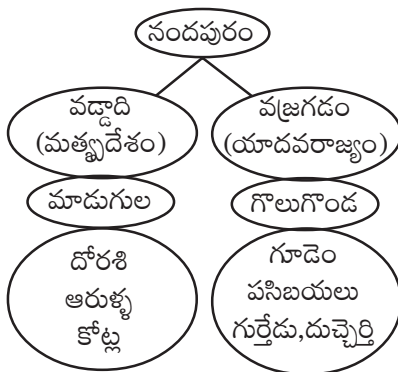 నందపురం
వడ్డాది
(మత్స్యదేశం)
మాడుగుల
దోరశి
ఆరుళ్ళ
కోట్ల
వజ్రగడం
(యాదవరాజ్యం)
గొలుగొండ
గూడెం
పసిబయలు
గుర్తేడు,దుచ్చెర్తి